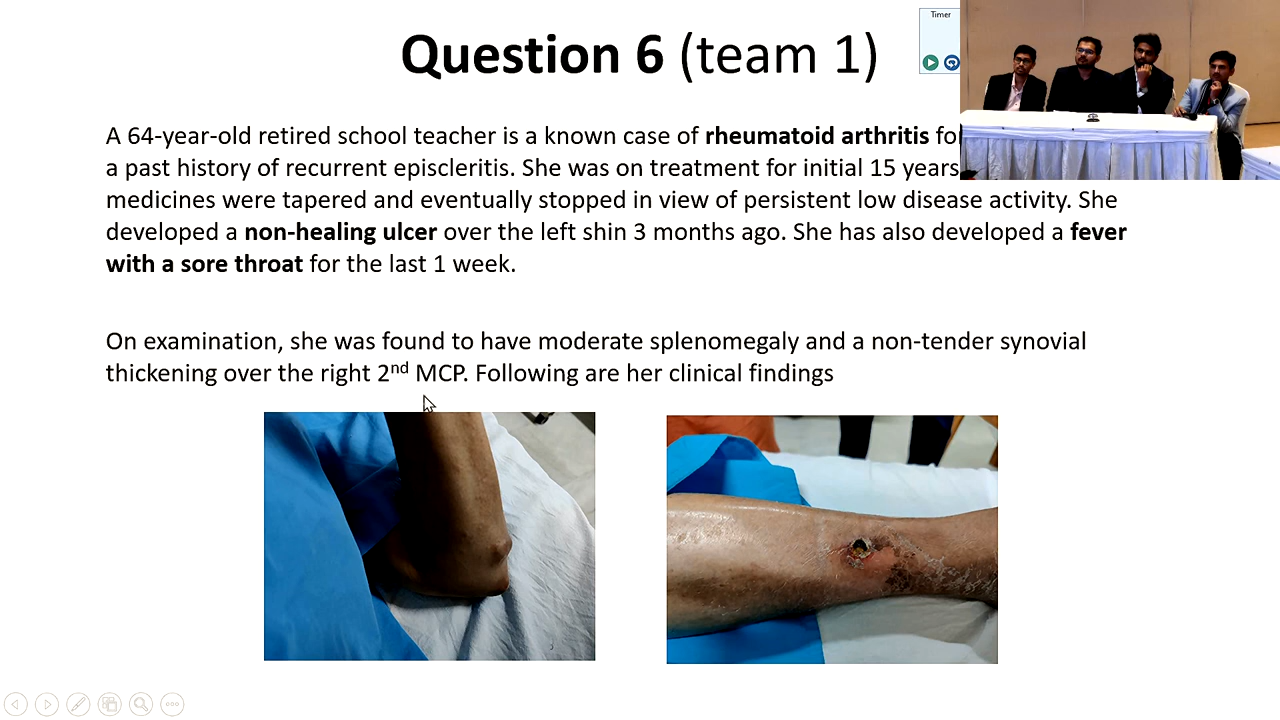 Question 6 (team 1)
Timer
A 64-year-old retired school teacher is a known case of rheumatoid arthritis
a past history of recurrent episcleritis. She was on treatment for initial 15 years
medicines were tapered and eventually stopped in view of persistent low disease activity. She
developed a non-healing ulcer over the left shin 3 months ago. She has also developed a fever
with a sore throat for the last 1 week.
On examination, she was found to have moderate splenomegaly and a non-tender synovial
thickening over the right 2nd MCP. Following are her clinical findings